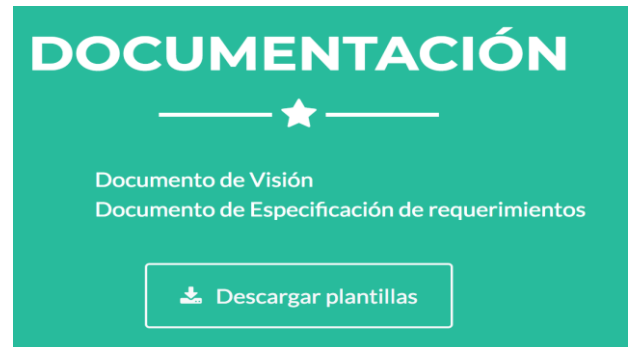 DOCUMENTACIÓN
Documento de Visión
Documento de Especificación de requerimientos
Descargar plantillas